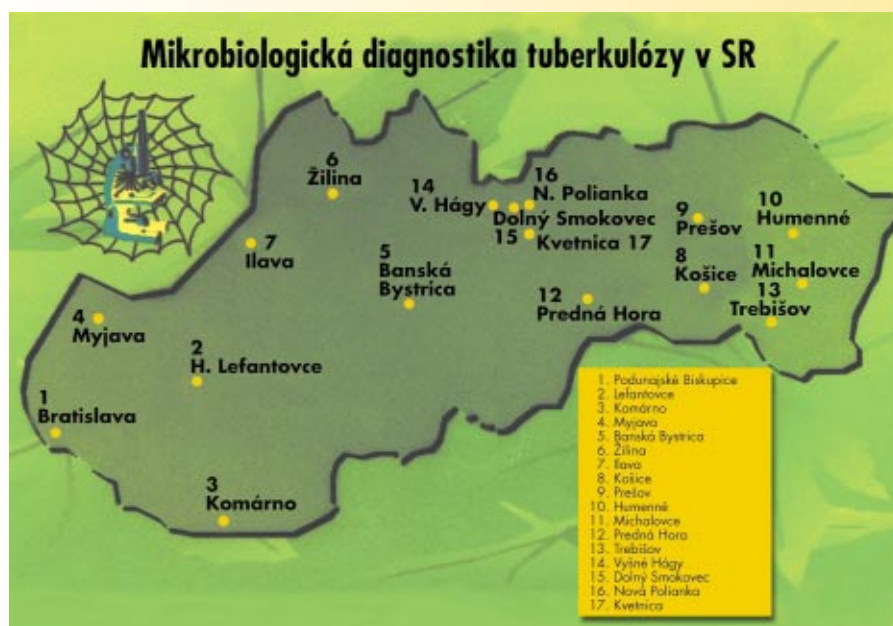 Mikrobiologická diagnostika tuberkulózy v SR
6
Žilina
14
V. Hágy
16
N. Polianka
Dolný Smokovec
15
Kvetnica 17
9
Prešov
10
Humenné
7
Ilava
5
Banská
Bystrica
8
Košice
11
Michalovce
13
Trebišov
12
Predná Hora
4
Myjava
2
H. Lefantovce
1
Bratislava
3
Komárno
1. Podunajské Biskupice
2. Lefantovce
3. Komárno
4. Myjava
5. Banská Bystrica
6. Žilina
7. Ilava
8. Košice
9. Prešov
10. Humenné
11. Michalovce
12. Predná Hora
13. Trebišov
14. Vyšné Hágy
15. Dolný Smokovec
16. Nová Polianka
17. Kvetnica